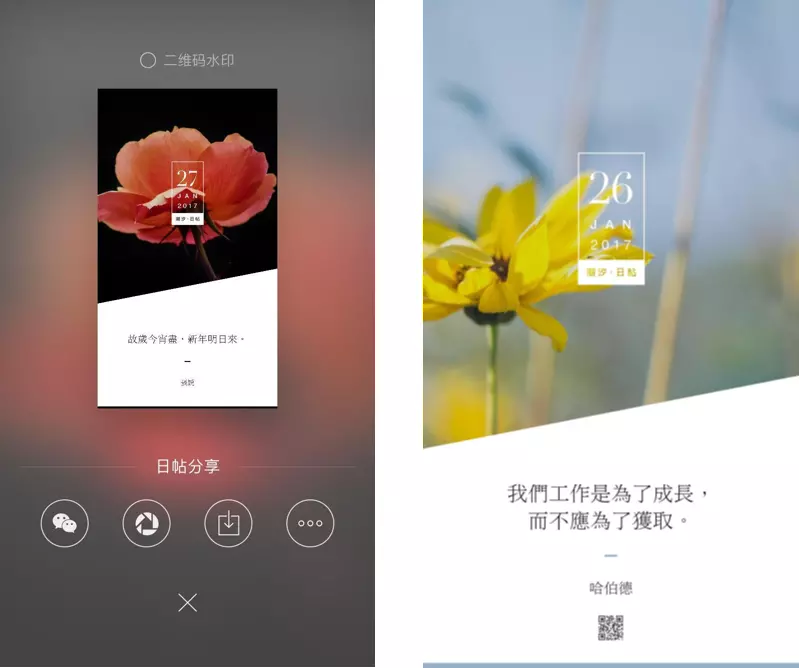 二维码水印
27
JAN
2017
潮汐·日帖
故歲今宵盡，新年明日來。
日帖分享
26
JAN
2017
潮汐·日帖
我們工作是為了成長，
而不應為了獲取。
哈伯德